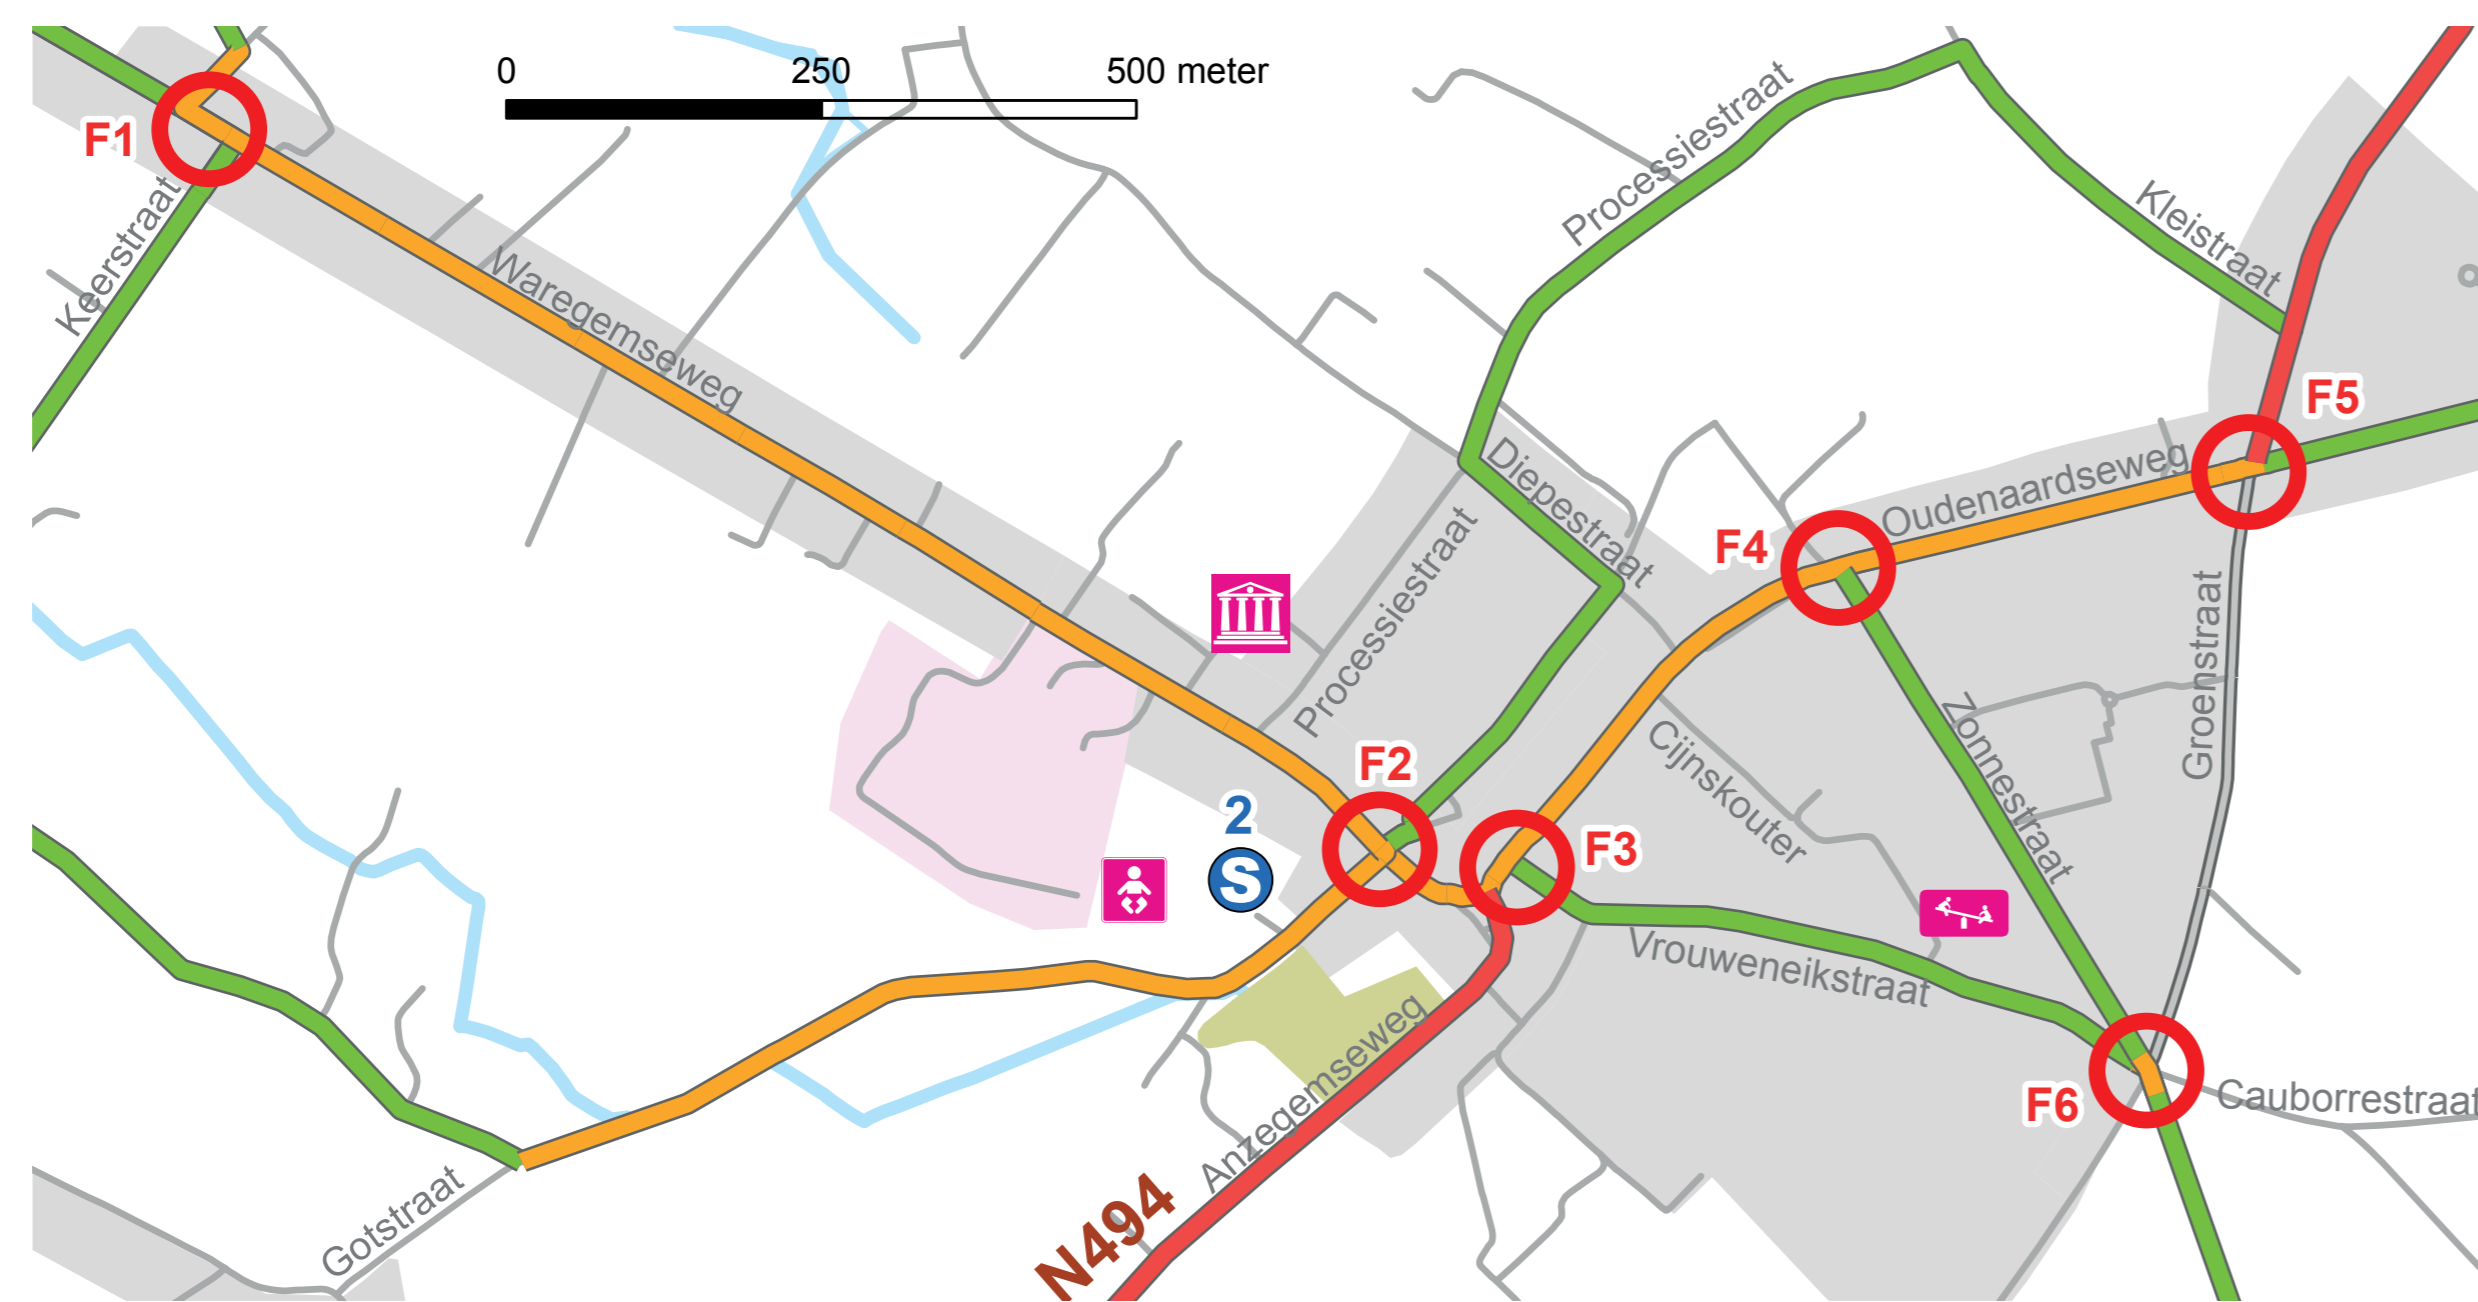 0 250 500 meter
F1
Keerstraat
Waregemseweg
Processiestraat
Kleistraat
F5
Diepestraat
Processiestraat
F4
Oudenaardseweg
Groenstraat
Zonnestraat
Cijnskouter
F2
F3
2
S
Vrouweneikstraat
Anzegemseweg
F6
Cauborrestraat
Gotstraat
N494